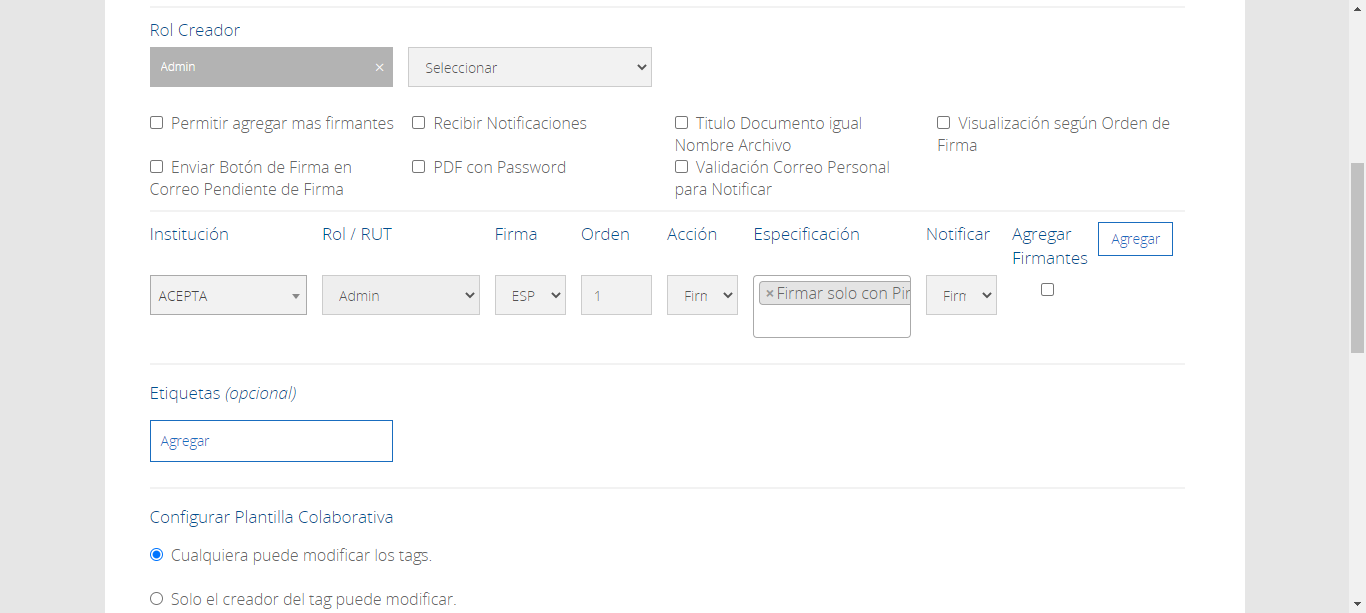 Rol Creador
Admin ×
Seleccionar
Permitir agregar mas firmantes
Recibir Notificaciones
Titulo Documento igual
Nombre Archivo
Visualización según Orden de
Firma
Enviar Botón de Firma en
Correo Pendiente de Firma
PDF con Password
Validación Correo Personal
para Notificar
Institución
Rol / RUT
Firma
Orden
Acción
Especificación
Notificar
Agregar
Firmantes
Agregar
ACEPTA
Admin
ESP
1
Firm
×Firmar solo con Pin
Firm
Etiquetas (opcional)
Agregar
Configurar Plantilla Colaborativa
Cualquiera puede modificar los tags.
Solo el creador del tag puede modificar.